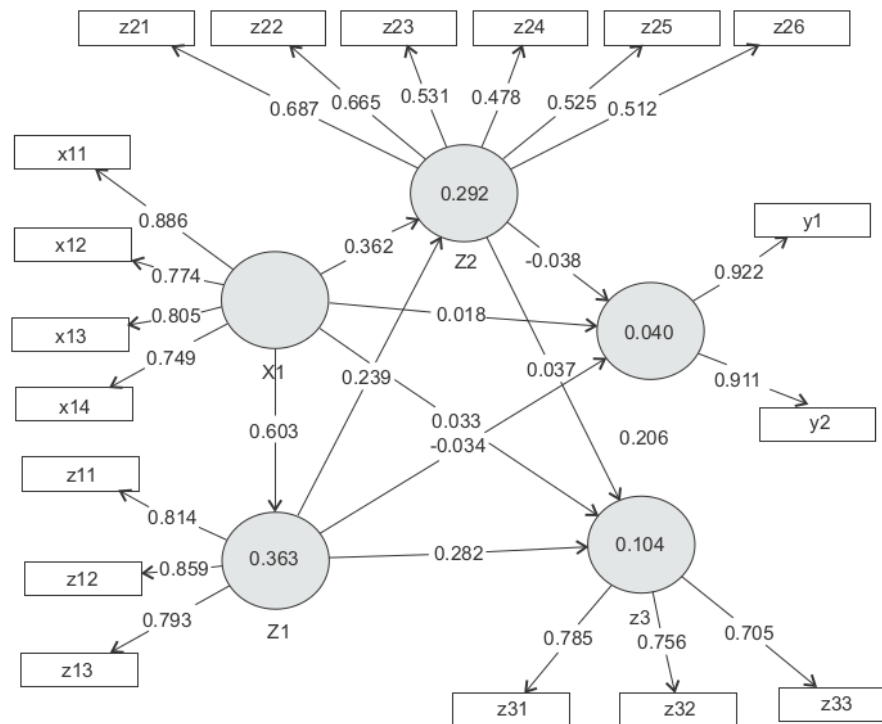 z21 z22 z23 z24 z25 z26
0.687 0.665 0.531 0.478 0.525 0.512
x11
0.886
0.292
x12
0.774
0.362
Z2
-0.038
y1
0.922
x13
0.805
0.018
0.040
x14
0.749
X1
0.239
0.037
0.911
y2
0.603
0.033
-0.034
0.206
z11
0.814
z12
0.859
0.363
0.282
0.104
z13
0.793
Z1
z3
0.785 0.756 0.705
z31 z32 z33